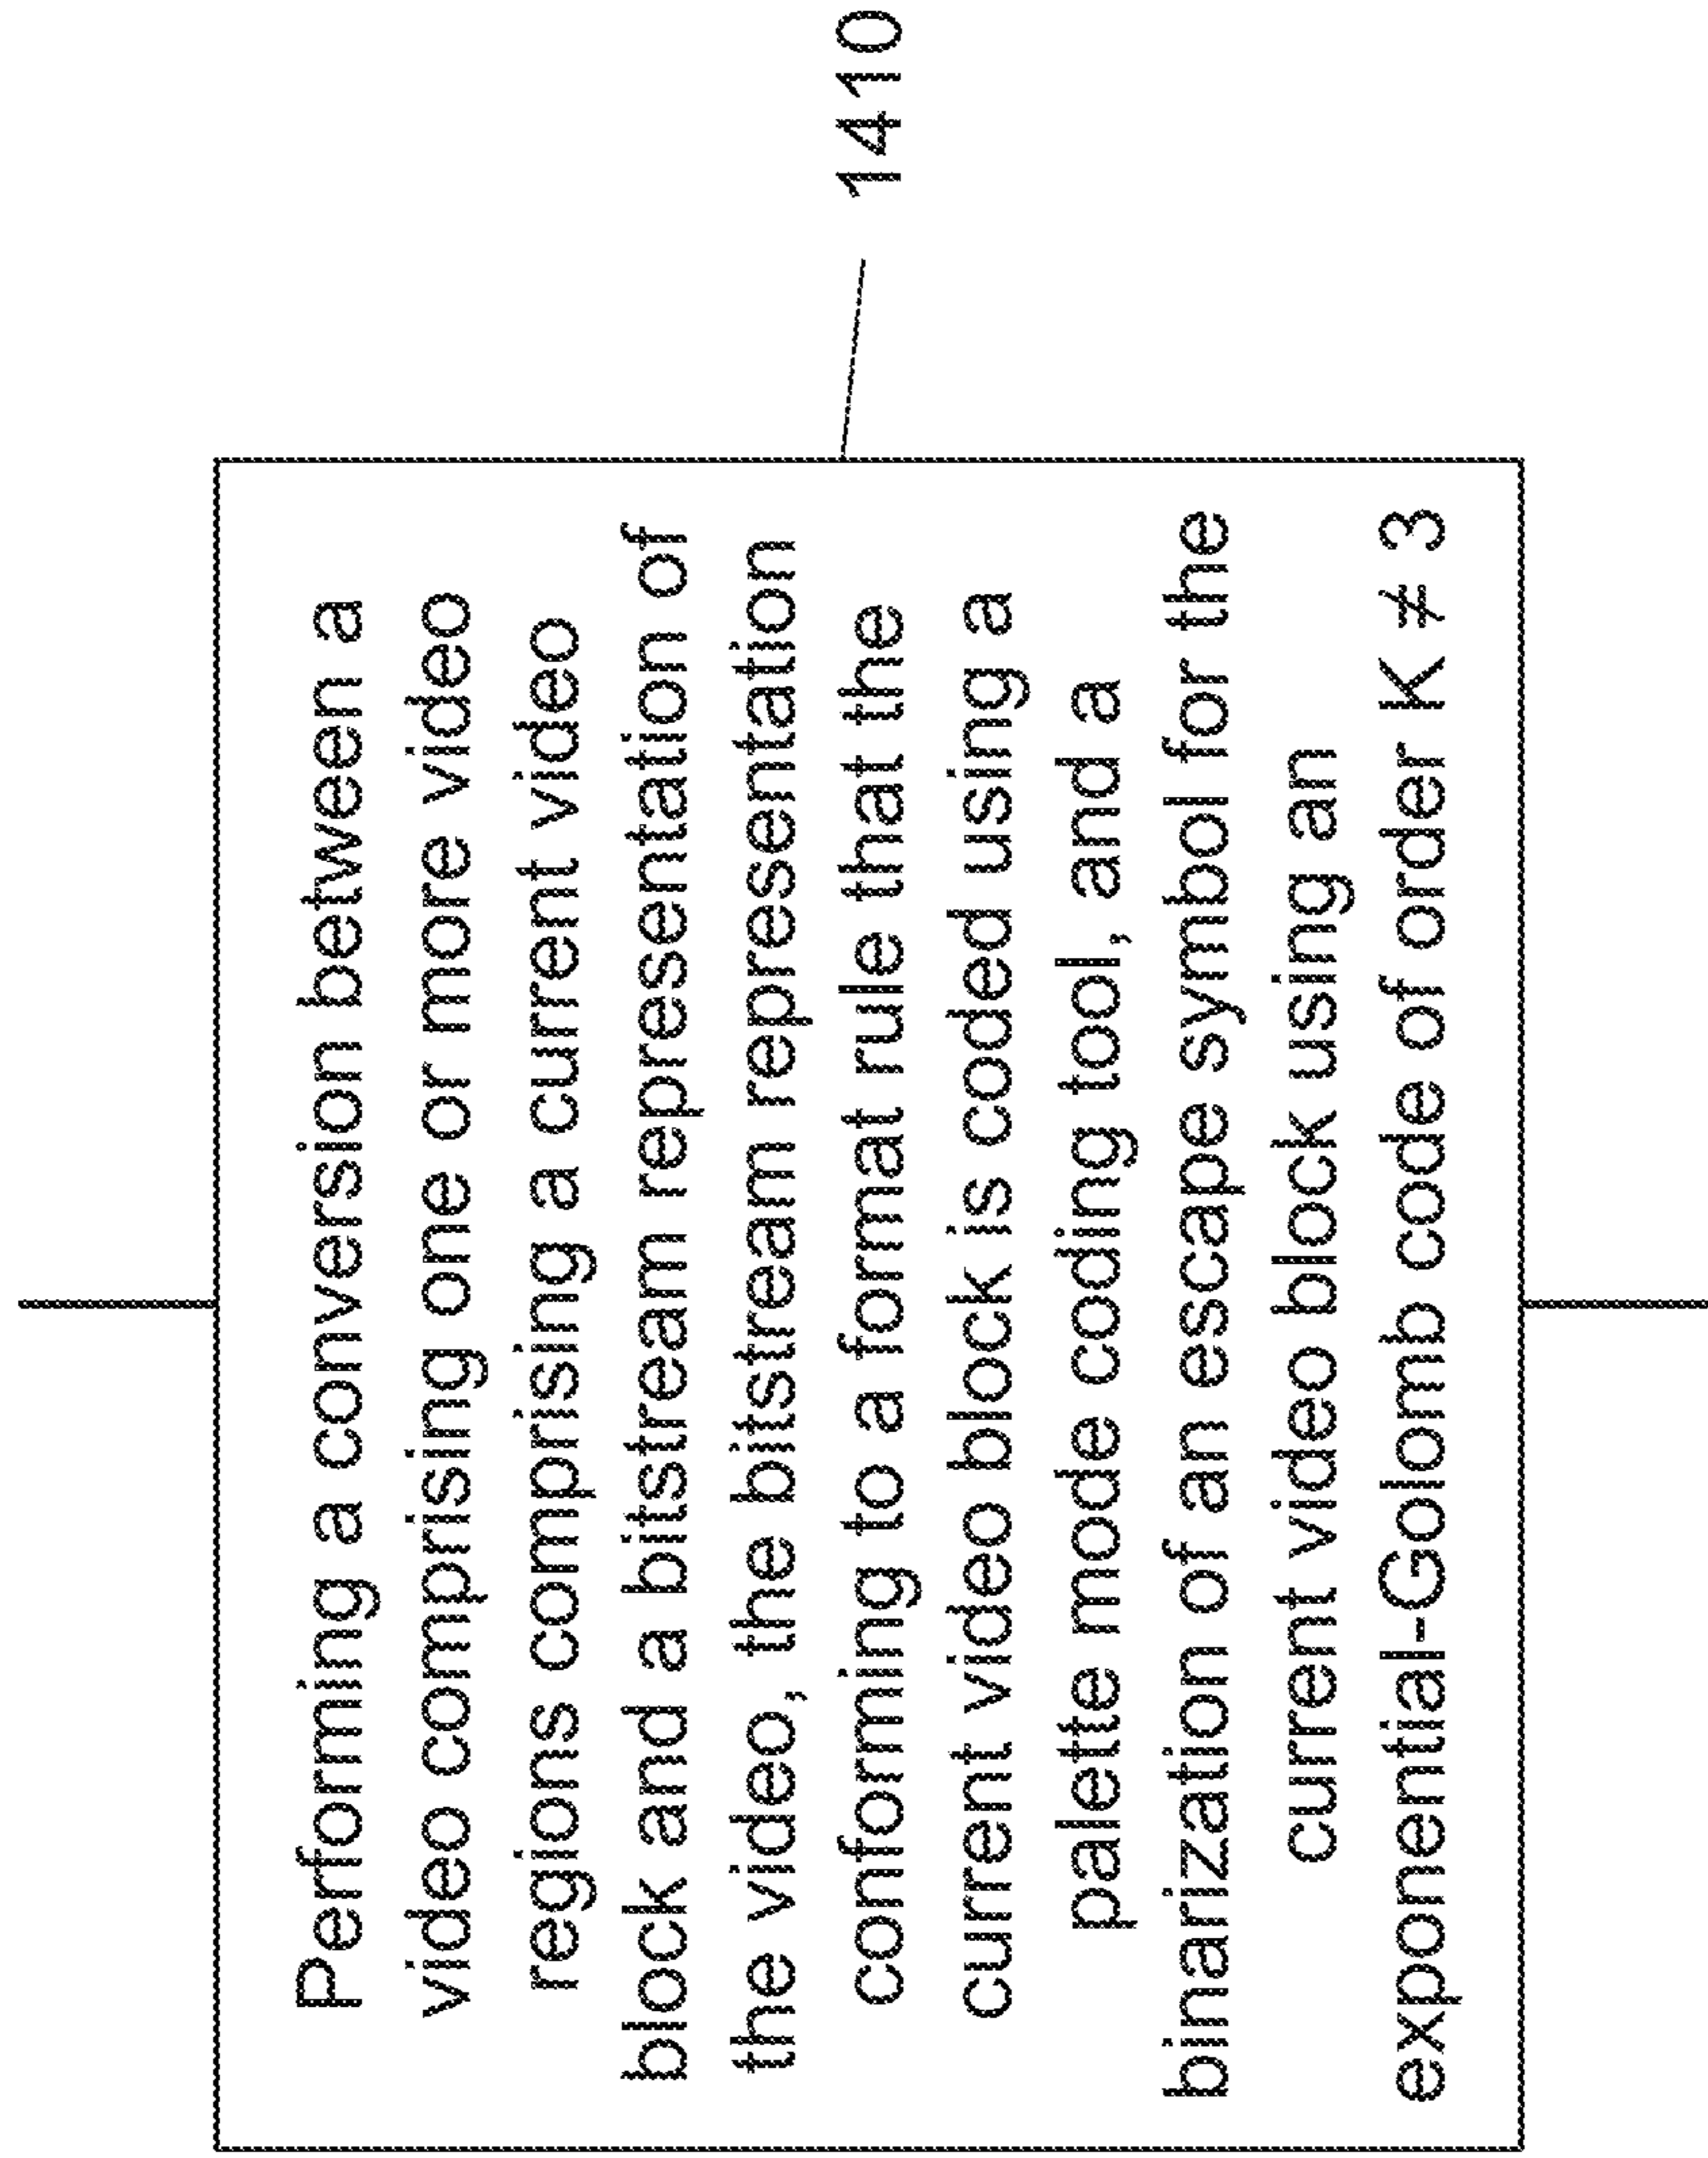 Performing a conversion between a
video comprising one or more video
regions comprising a current video
block and a bitstream representation of
the video, the bitstream representation
conforming to a format rule that the
current video block is coded using a
palette mode coding tool, and a
binarization of an escape symbol for the
current video block using an
exponential-Golomb code of order K ≠ 3
1410